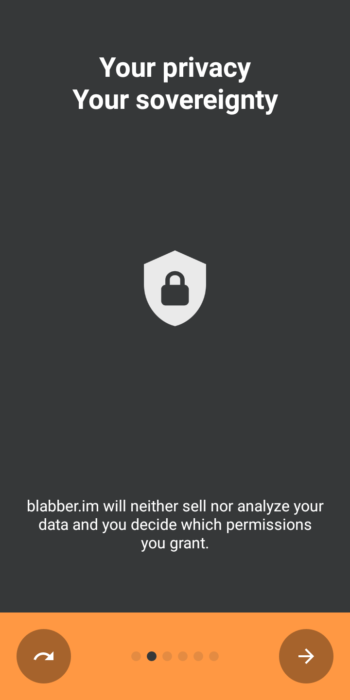 Your privacy
Your sovereignty
blabber.im will neither sell nor analyze your
data and you decide which permissions
you grant.